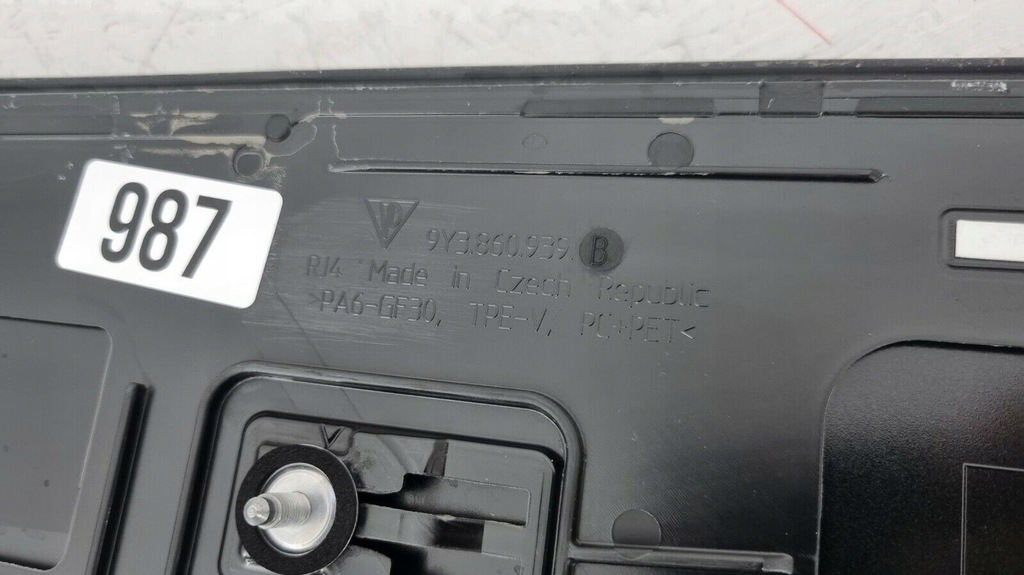 987
9Y3.860.939.B
RJ4 Made in Czech Republic
>PA6-GF30, TPE-V, PC+PET<